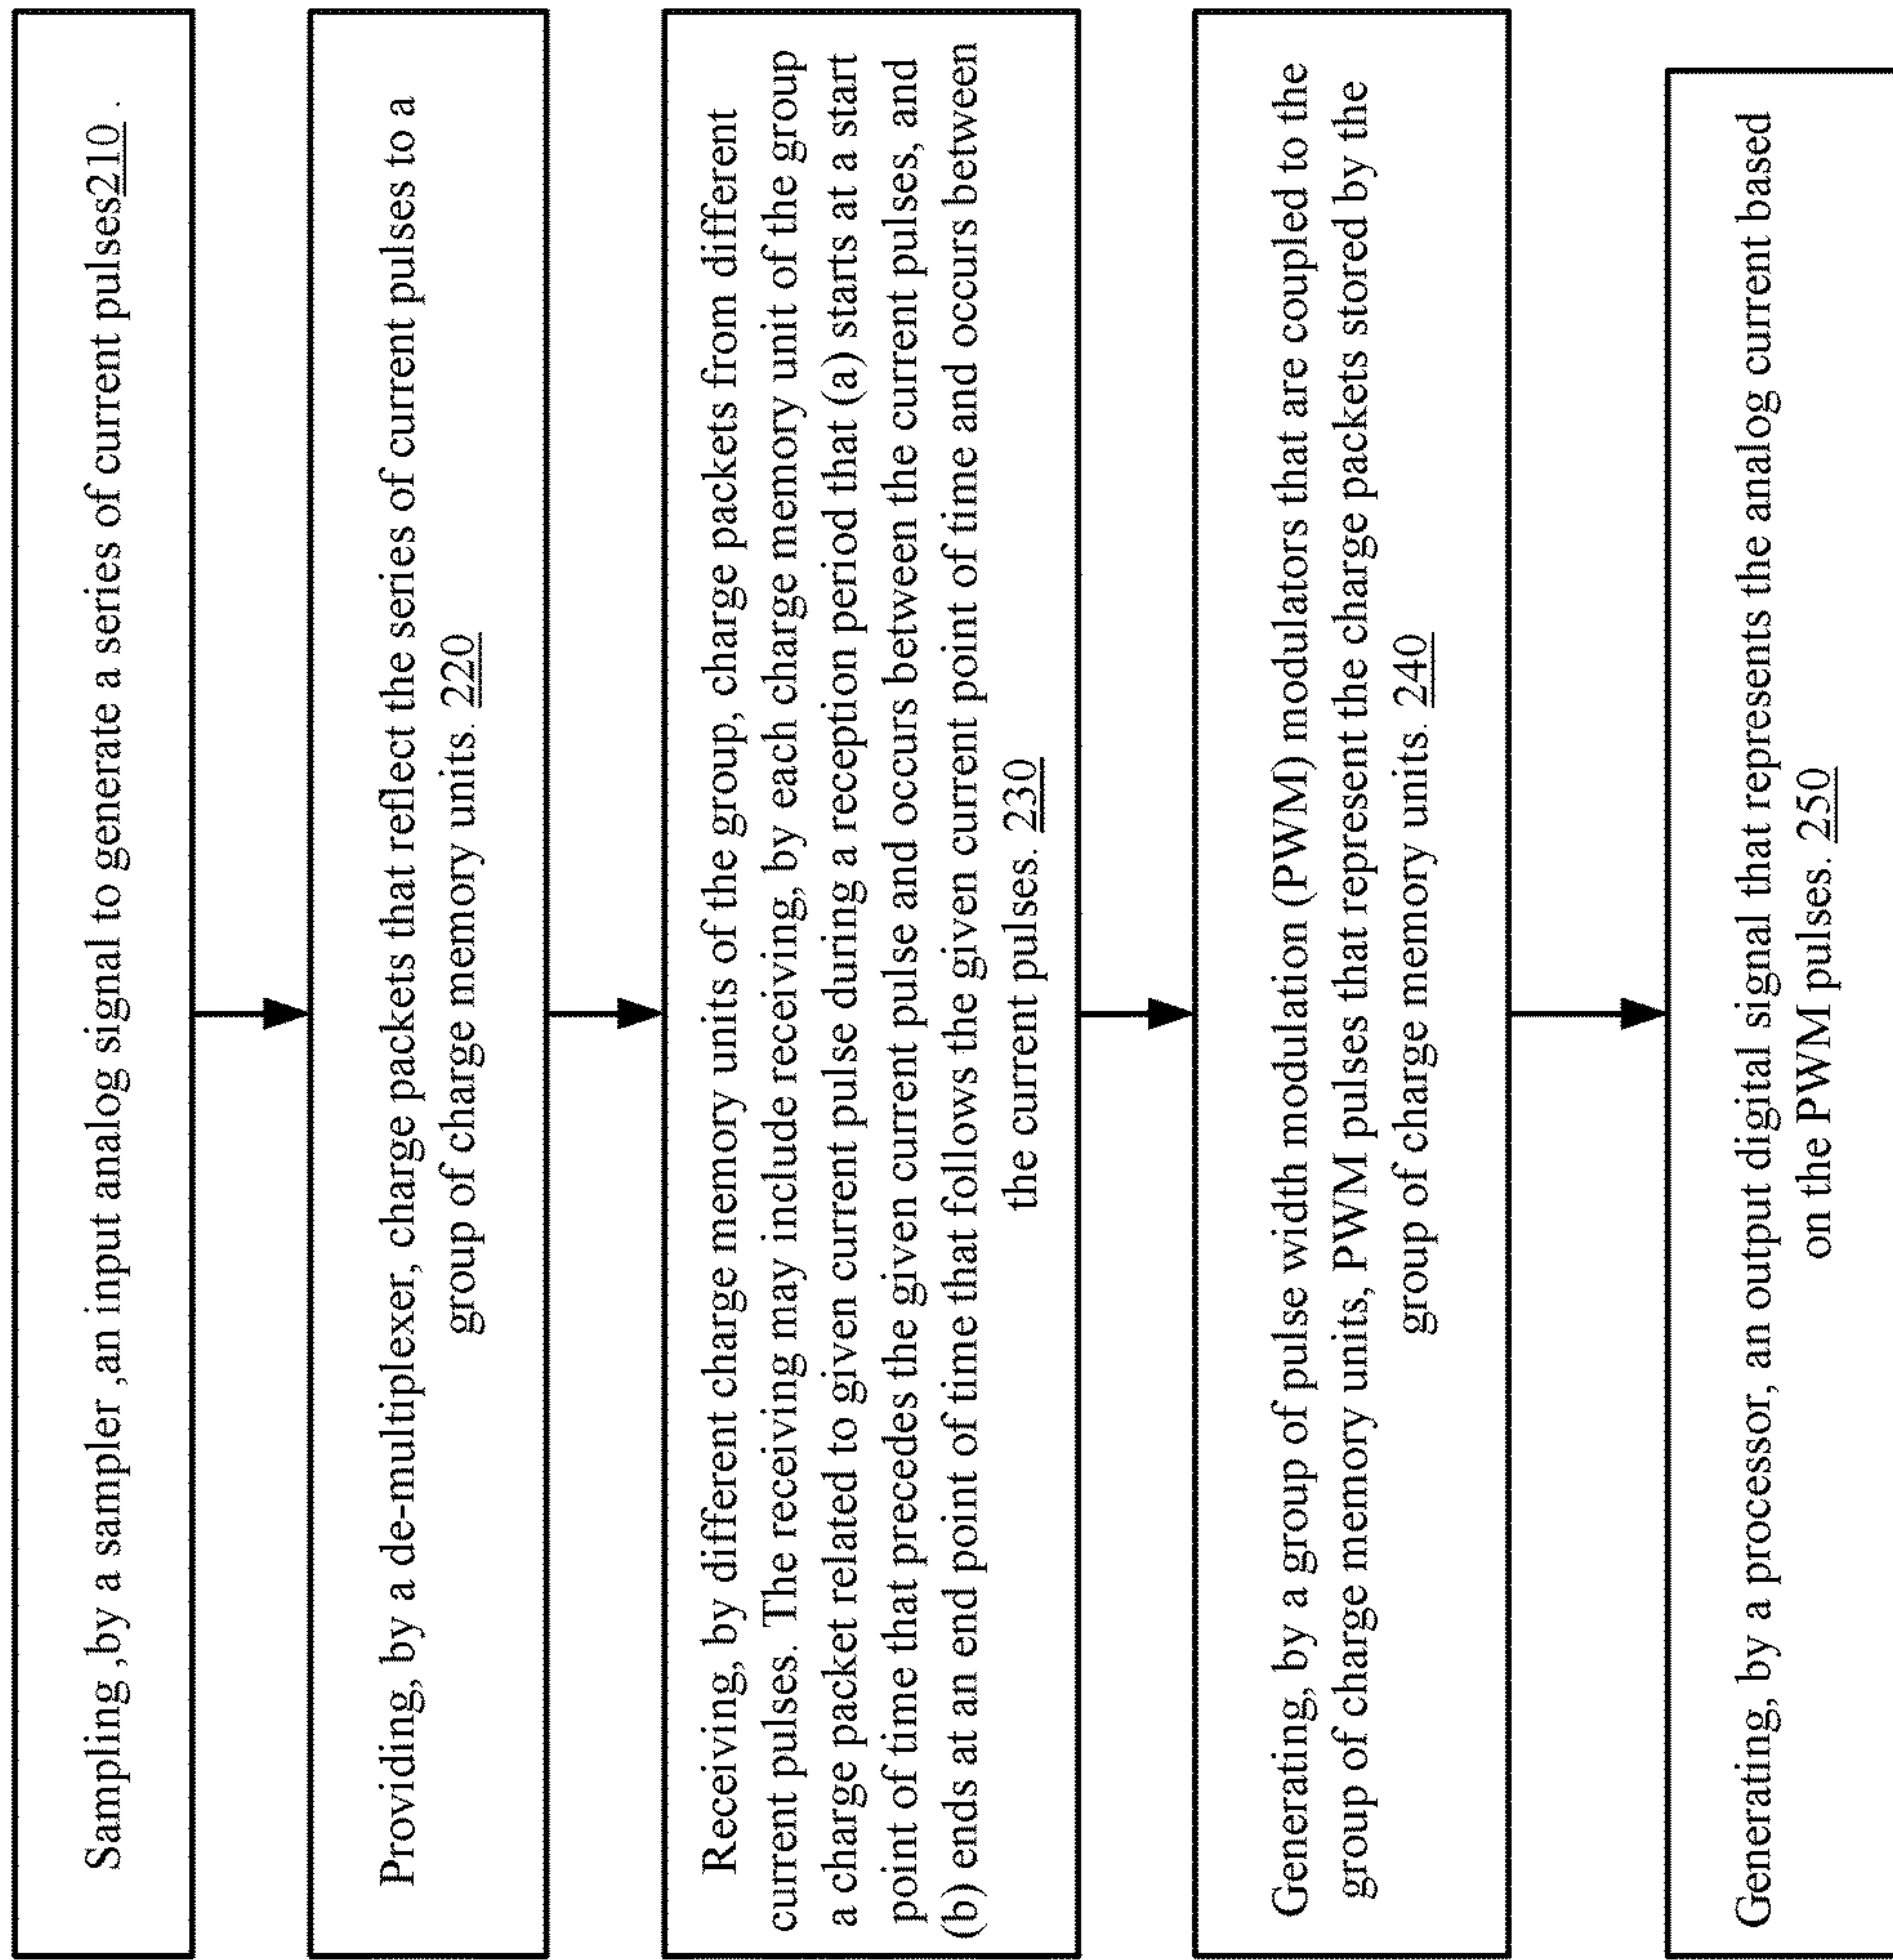 Sampling ,by a sampler ,an input analog signal to generate a series of current pulses210 .
Providing, by a de-multiplexer, charge packets that reflect the series of current pulses to a
group of charge memory units. 220
Receiving, by different charge memory units of the group, charge packets from different
current pulses. The receiving may include receiving, by each charge memory unit of the group
a charge packet related to given current pulse during a reception period that (a) starts at a start
point of time that precedes the given current pulse and occurs between the current pulses, and
(b) ends at an end point of time that follows the given current point of time and occurs between
the current pulses. 230
Generating, by a group of pulse width modulation (PWM) modulators that are coupled to the
group of charge memory units, PWM pulses that represent the charge packets stored by the
group of charge memory units. 240
Generating, by a processor, an output digital signal that represents the analog current based
on the PWM pulses. 250